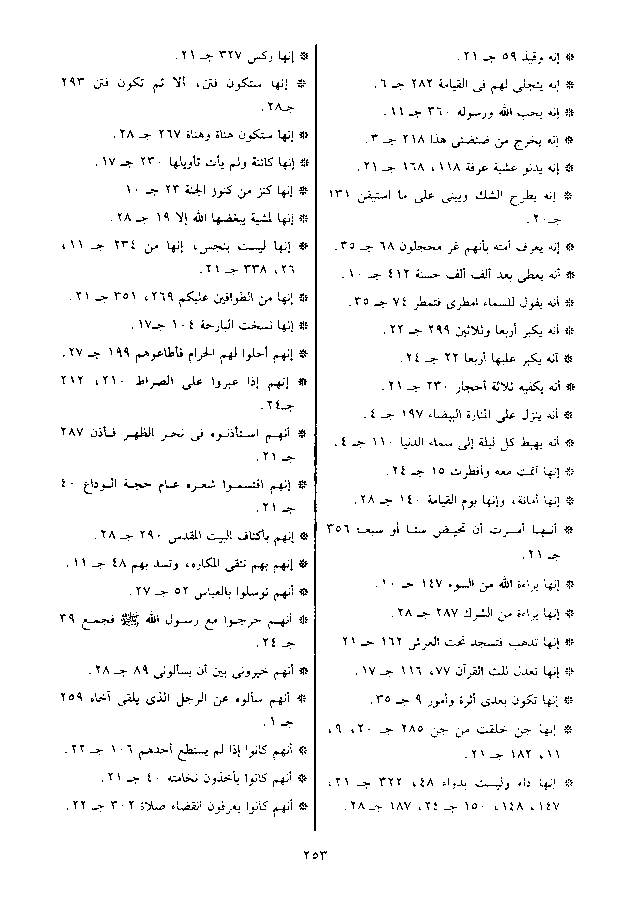 * إنه وقيذ ٥٩ جـ ٢١.
* إنه يتجلى لهم فى القيامة ٢٨٢ جـ ٦.
* إنه يحب الله ورسوله ٣٦٠ جـ ١١.
* إنه يخرج من ضئضئى هذا ٢١٨ جـ ٣.
* إنه يدنو عشية عرفة ١١٨، ١٦٨ جـ ٢١.
* إنه يطرح الشك ويبنى على ما استيقن ١٣١
جـ ٢٠.
* إنه يعرف أمته بأنهم غر محجلون ٦٨ جـ ٣٥.
* أنه يعطى بعد ألف ألف حسنة ٤١٢ جـ ١٠.
* أنه يقول للسماء امطرى فتمطر ٧٤ جـ ٣٥.
* أنه يكبر أربعا وثلاثين ٢٩٩ جـ ٢٢.
* أنه يكبر عليها أربعا ٢٢ جـ ٢٤.
* أنه يكفيه ثلاثة أحجار ٢٣٠ جـ ٢١.
* أنه ينزل على المنارة البيضاء ١٩٧ جـ ٤.
* أنه يهبط كل ليلة إلى سماء الدنيا ١١٠ جـ ٤.
* إنها أتمت معه وأفطرت ١٥ جـ ٢٤.
* إنها أمانة، وإنها يوم القيامة ١٤٠ جـ ٢٨.
* أنها أمرت أن تحيض ستا أو سبعة ٣٥٦
جـ ٢١.
* إنها براءة الله من السوء ١٤٧ جـ ١٠.
* إنها براءة من الشرك ٢٨٧ جـ ٢٨.
* إنها تذهب فتسجد تحت العرش ١٦٢ جـ ٢١
* إنها تعدل ثلث القرآن ٧٧، ١١٦ جـ ١٧.
* إنها تكون بعدى أثرة وأمور ٩ جـ ٣٥.
* إنها جن خلقت من جن ٢٨٥ جـ ٢٠، ٩،
١١، ١٨٢ جـ ٢١.
* إنها داء وليست بدواء ٤٨، ٣٢٢ جـ ٢١،
١٤٧، ١٤٨، ١٥٠ جـ ٢٤، ١٨٧ جـ ٢٨.
* إنها ركس ٣٢٧ جـ ٢١.
* إنها ستكون فتن، ألا ثم تكون فتن ٢٩٣
جـ٢٨.
* إنها ستكون هناة وهناة ٢٦٧ جـ ٢٨.
* إنها كائنة ولم يأت تأويلها ٢٣٠ جـ ١٧.
* إنها كنز من كنوز الجنة ٢٣ جـ ١٠
* إنها لمشية يبغضها الله إلا ١٩ جـ ٢٨.
* إنها ليست بنجس، إنها من ٢٣٤ جـ ١١،
٢٦، ٣٣٨ جـ ٢١.
* إنها من الطوافين عليكم ٢٦٩، ٣٥١ جـ ٢١.
* إنها نسخت البارحة ١٠٤ جـ١٧.
* إنهم أحلوا لهم الحرام فأطاعوهم ١٩٩ جـ ٢٧.
* إنهم إذا عبروا على الصراط ٢١٠، ٢١٢
جـ٢٤.
* أنهم استأذنوه فى نحر الظهر فأذن ٢٨٧
جـ ٢١.
* إنهم اقتسموا شعره عام حجة الوداع ٤٠
جـ ٢١.
* إنهم بأكناف البيت المقدس ٢٩٠ جـ ٢٨.
* إنهم بهم تتقى المكاره، وتسد بهم ٤٨ جـ ١١.
* أنهم توسلوا بالعباس ٥٢ جـ ٢٧.
* أنهم خرجوا مع رسول الله ﷺ فجمع ٣٩
جـ ٢٤.
* أنهم خيرونى بين أن يسألونى ٨٩ جـ ٢٨.
* أنهم سألوه عن الرجل الذى يلقى أخاه ٢٥٩
جـ ١.
* أنهم كانوا إذا لم يستطع أحدهم ١٠٦ جـ ٢٢.
* أنهم كانوا يأخذون نخامته ٤٠ جـ ٢١.
* أنهم كانوا يعرفون انقضاء صلاة ٣٠٢ جـ ٢٢.
٢٥٣